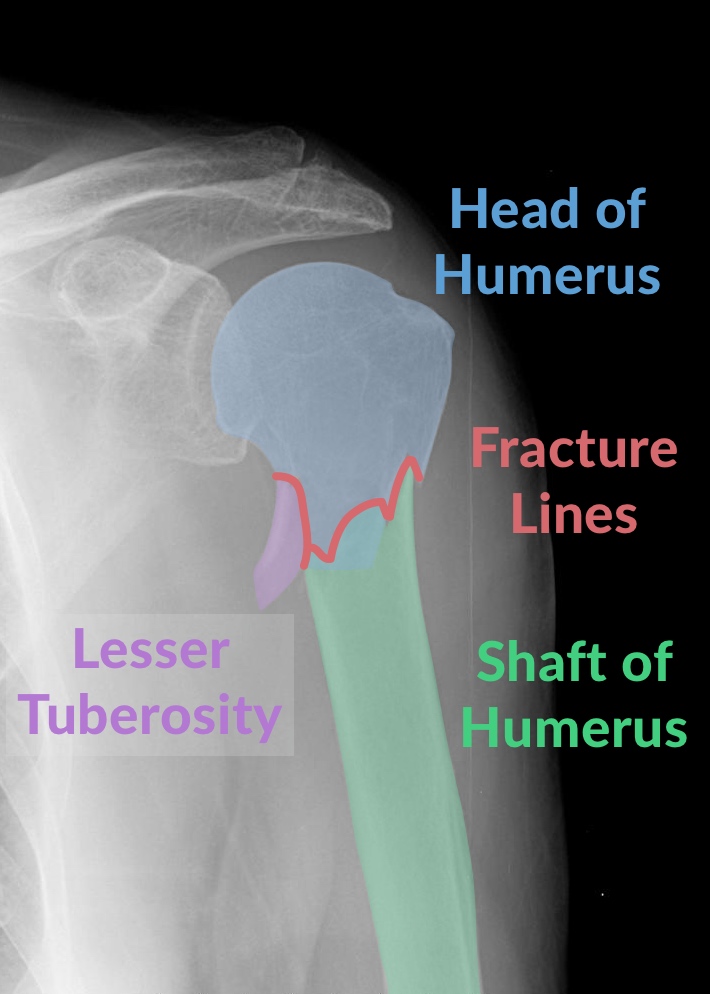 Head of
Humerus
Fracture
Lines
Lesser
Tuberosity
Shaft of
Humerus